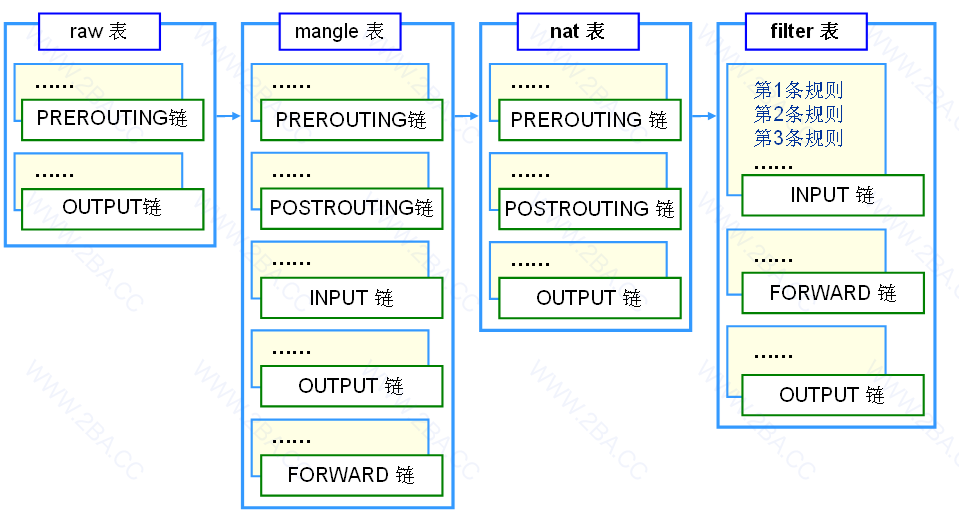 raw 表
……
PREROUTING链
……
OUTPUT链
mangle 表
……
PREROUTING链
……
POSTROUTING链
……
INPUT 链
……
OUTPUT 链
……
FORWARD 链
nat 表
……
PREROUTING 链
……
POSTROUTING 链
……
OUTPUT 链
filter 表
第1条规则
第2条规则
第3条规则
……
INPUT 链
……
FORWARD 链
……
OUTPUT 链
WWW.2BA.CC